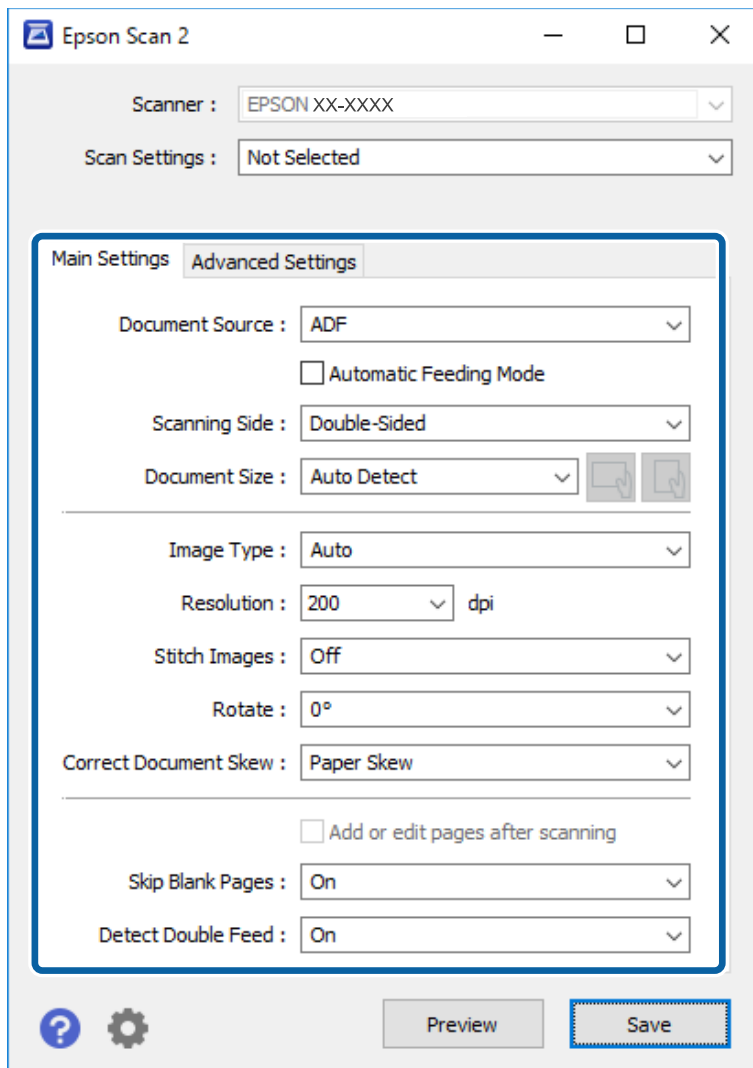 Epson Scan 2
Scanner : EPSON XX-XXXX
Scan Settings : Not Selected
Main Settings Advanced Settings
Document Source : ADF
Automatic Feeding Mode
Scanning Side : Double-Sided
Document Size : Auto Detect
Image Type : Auto
Resolution : 200 dpi
Stitch Images : Off
Rotate : 0°
Correct Document Skew : Paper Skew
Add or edit pages after scanning
Skip Blank Pages : On
Detect Double Feed : On
? Preview Save